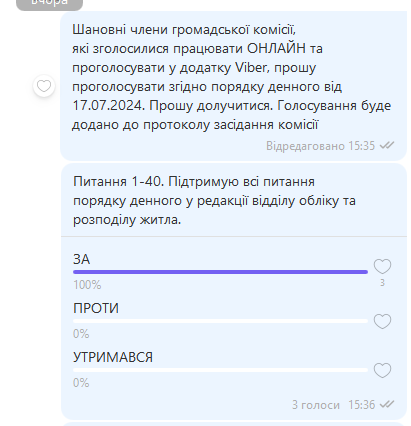 вчора
Шановні члени громадської комісії,
які зголосилися працювати ОНЛАЙН та
проголосувати у додатку Viber, прошу
проголосувати згідно порядку денного від
17.07.2024. Прошу долучитися. Голосування буде
додано до протоколу засідання комісії
Відредаговано 15:35
Питання 1-40. Підтримую всі питання
порядку денного у редакції відділу обліку та
розподілу житла.
ЗА
3
100%
ПРОТИ
0%
УТРИМАВСЯ
0%
3 голоси 15:36